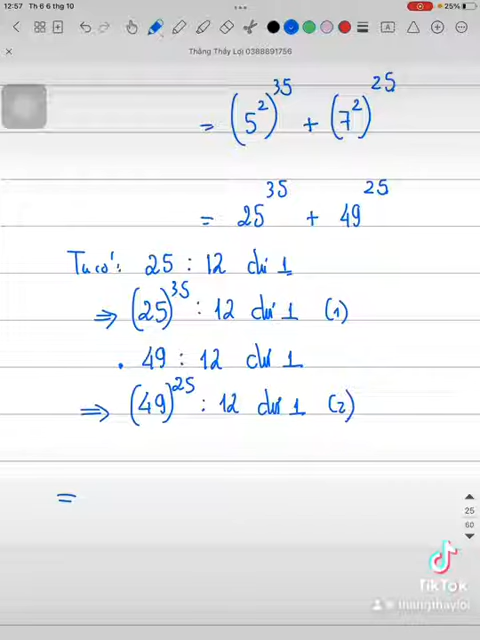 12:57 Th 6 6 thg 10
25%
Thắng Thầy Lợi 0388891756
= (5²)³⁵ + (7²)²⁵
= 25³⁵ + 49²⁵
Ta có: 25 : 12 dư 1
⇒ (25)³⁵ : 12 dư 1 (1)
. 49 : 12 dư 1
⇒ (49)²⁵ : 12 dư 1 (2)
=
25
60
TikTok
@thangthayloi